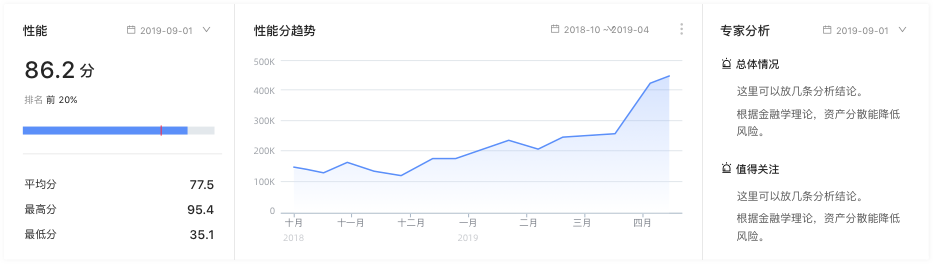 性能
2019-09-01
86.2 分
排名 前 20%
平均分 77.5
最高分 95.4
最低分 35.1
性能分趋势
2018-10 ~ 2019-04
500K
400K
300K
200K
100K
0
十月 十一月 十二月 一月 二月 三月 四月
2018 2019
专家分析
2019-09-01
总体情况
这里可以放几条分析结论。
根据金融学理论，资产分散能降低
风险。
值得关注
这里可以放几条分析结论。
根据金融学理论，资产分散能降低
风险。